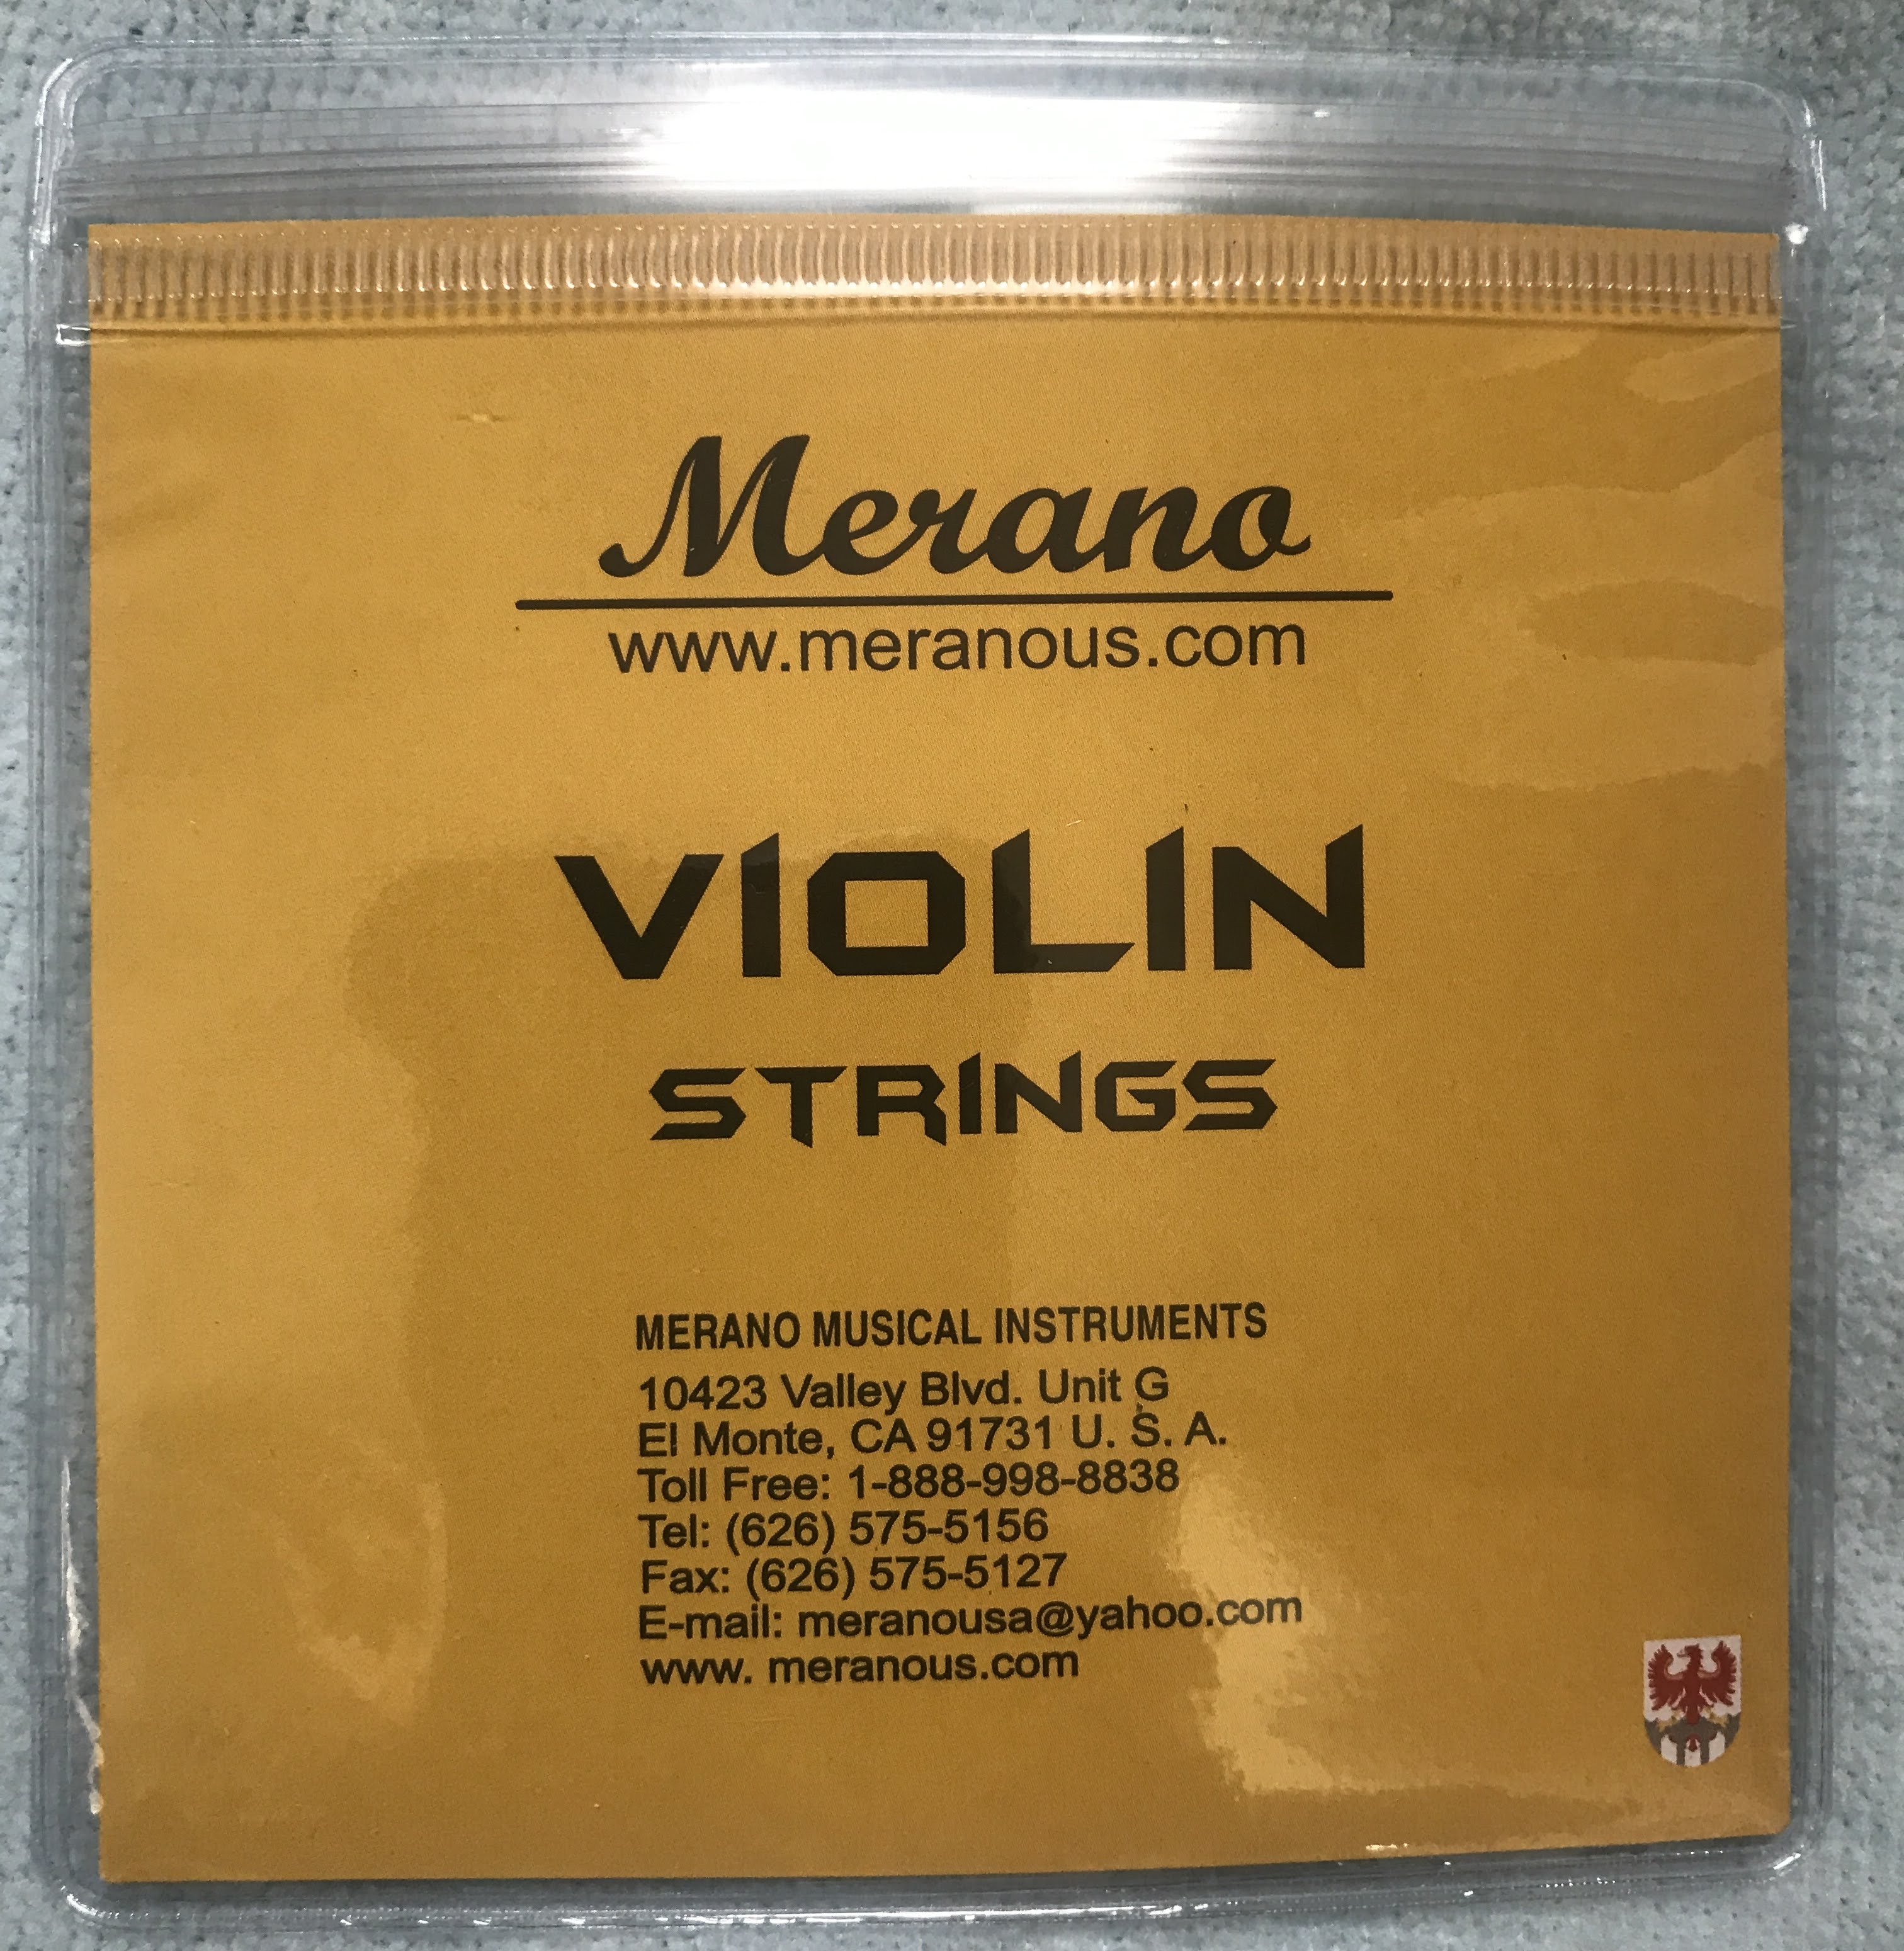 Merano
www.meranous.com
VIOLIN
STRINGS
MERANO MUSICAL INSTRUMENTS
10423 Valley Blvd. Unit G
El Monte, CA 91731 U. S. A.
Toll Free: 1-888-998-8838
Tel: (626) 575-5156
Fax: (626) 575-5127
E-mail: meranousa@yahoo.com
www. meranous.com